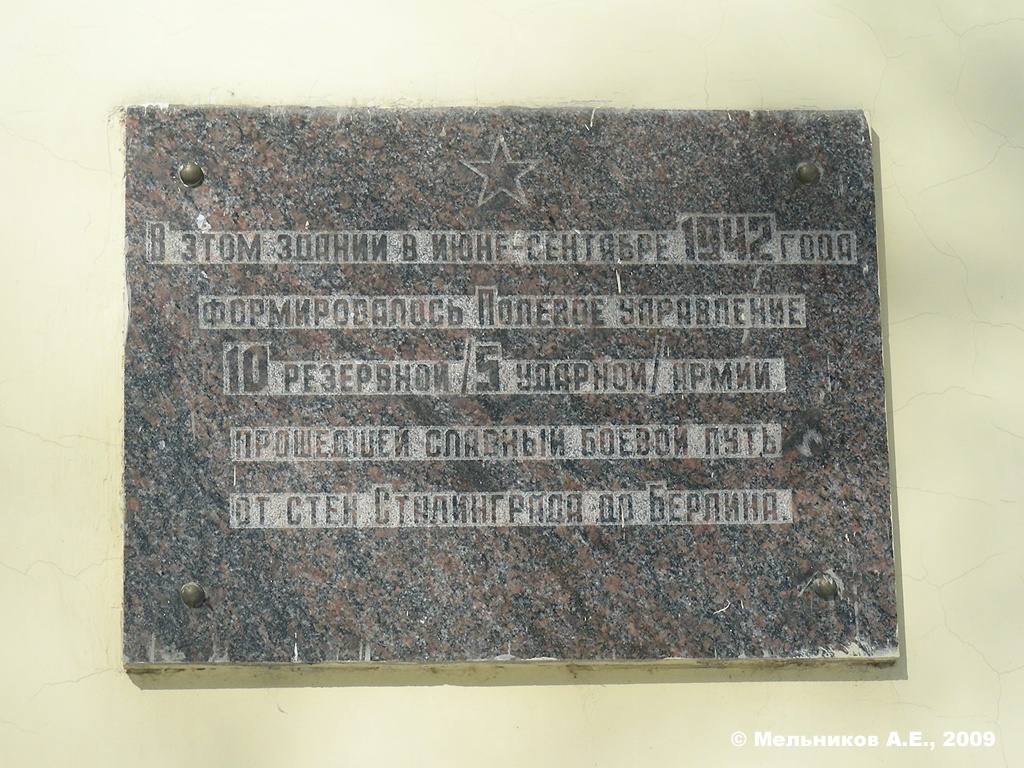 В этом здании в июне-сентябре 1942 года
формировалось Полевое управление
10 резервной /5 ударной/ армии
прошедшей славный боевой путь
от стен Сталинграда до Берлина.
© Мельников А.Е., 2009